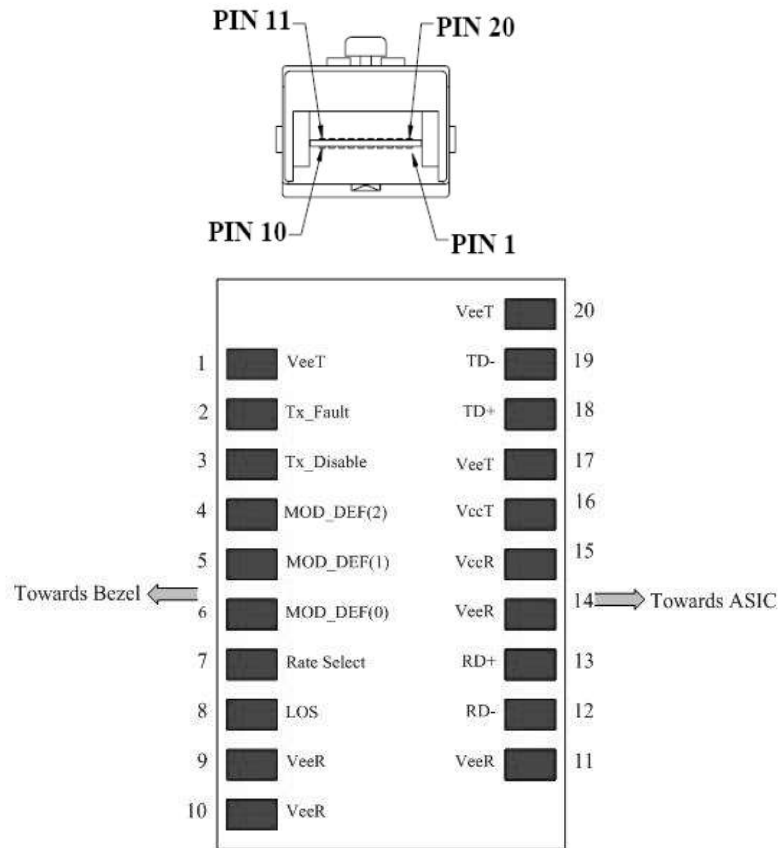 PIN 11
PIN 20
PIN 10
PIN 1
VeeT 20
1 VeeT TD- 19
2 Tx_Fault TD+ 18
3 Tx_Disable VeeT 17
4 MOD_DEF(2) VccT 16
5 MOD_DEF(1) VccR 15
Towards Bezel
6 MOD_DEF(0) VeeR 14
Towards ASIC
7 Rate Select RD+ 13
8 LOS RD- 12
9 VeeR VeeR 11
10 VeeR